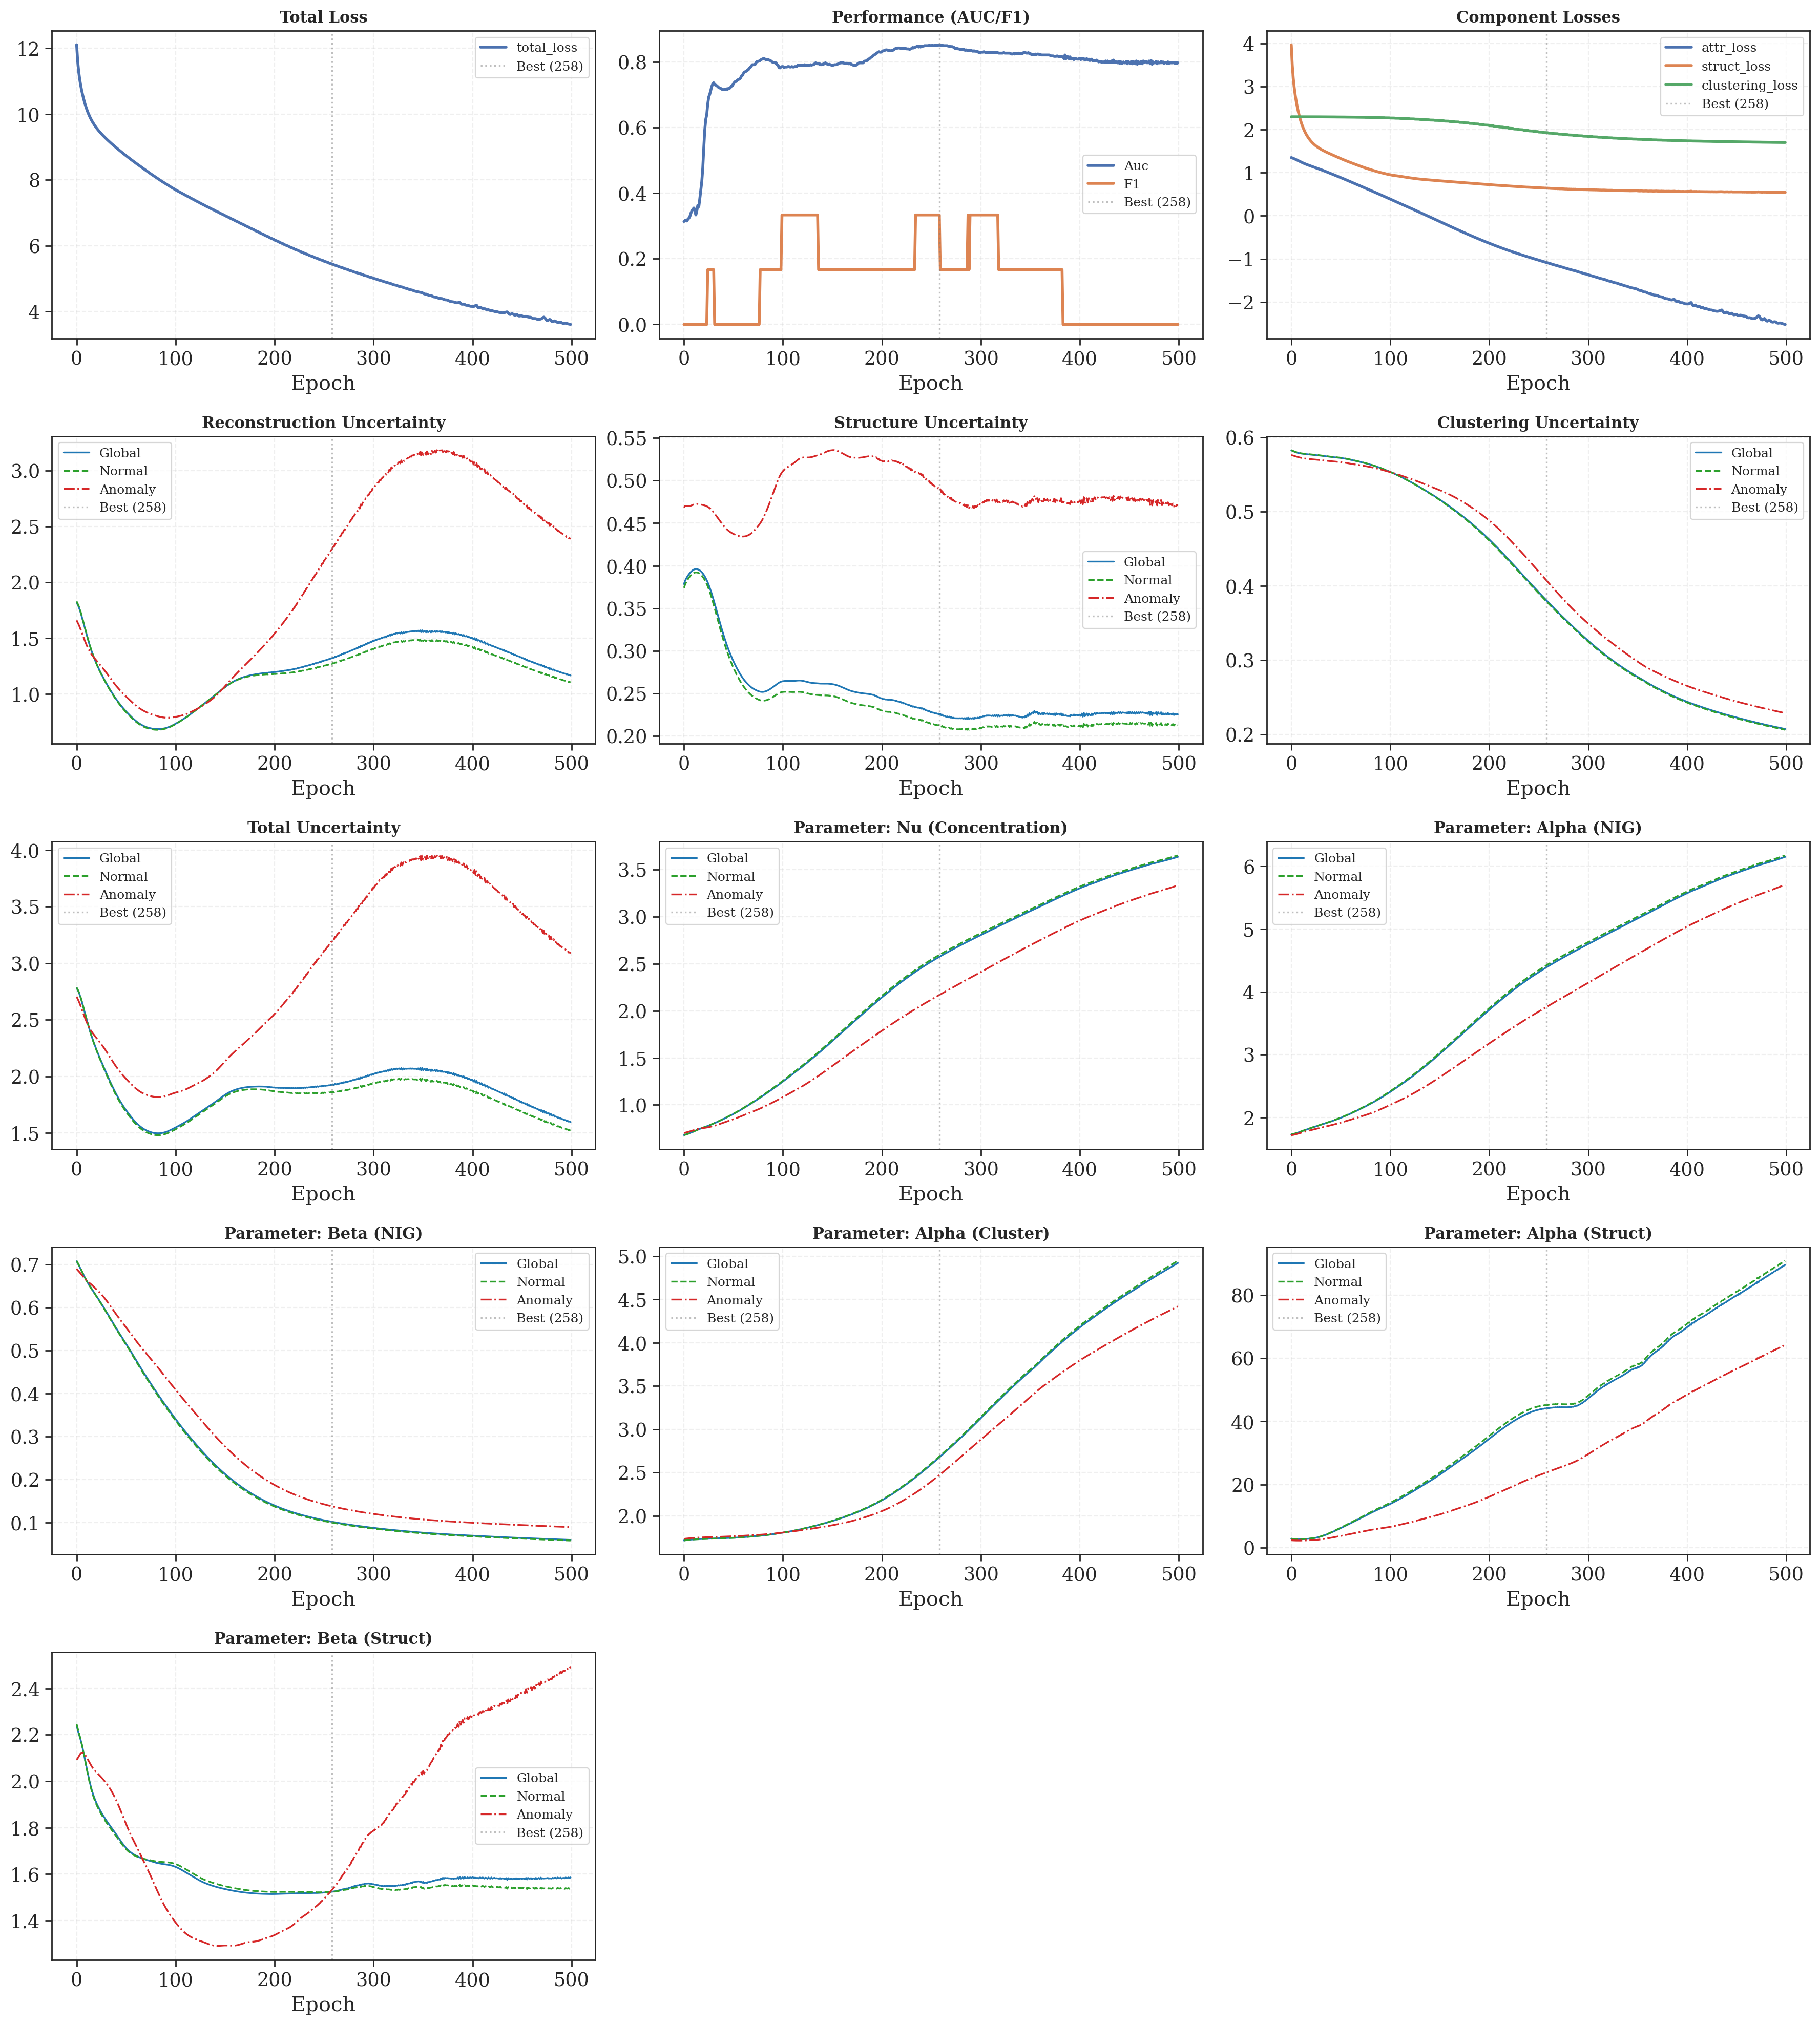 Total Loss
12
10
8
6
4
total_loss
Best (258)
0 100 200 300 400 500
Epoch
Performance (AUC/F1)
0.8
0.6
0.4
0.2
0.0
Auc
F1
Best (258)
0 100 200 300 400 500
Epoch
Component Losses
4
3
2
1
0
−1
−2
attr_loss
struct_loss
clustering_loss
Best (258)
0 100 200 300 400 500
Epoch
Reconstruction Uncertainty
3.0
2.5
2.0
1.5
1.0
Global
Normal
Anomaly
Best (258)
0 100 200 300 400 500
Epoch
Structure Uncertainty
0.55
0.50
0.45
0.40
0.35
0.30
0.25
0.20
Global
Normal
Anomaly
Best (258)
0 100 200 300 400 500
Epoch
Clustering Uncertainty
0.6
0.5
0.4
0.3
0.2
Global
Normal
Anomaly
Best (258)
0 100 200 300 400 500
Epoch
Total Uncertainty
4.0
3.5
3.0
2.5
2.0
1.5
Global
Normal
Anomaly
Best (258)
0 100 200 300 400 500
Epoch
Parameter: Nu (Concentration)
3.5
3.0
2.5
2.0
1.5
1.0
Global
Normal
Anomaly
Best (258)
0 100 200 300 400 500
Epoch
Parameter: Alpha (NIG)
6
5
4
3
2
Global
Normal
Anomaly
Best (258)
0 100 200 300 400 500
Epoch
Parameter: Beta (NIG)
0.7
0.6
0.5
0.4
0.3
0.2
0.1
Global
Normal
Anomaly
Best (258)
0 100 200 300 400 500
Epoch
Parameter: Alpha (Cluster)
5.0
4.5
4.0
3.5
3.0
2.5
2.0
Global
Normal
Anomaly
Best (258)
0 100 200 300 400 500
Epoch
Parameter: Alpha (Struct)
80
60
40
20
0
Global
Normal
Anomaly
Best (258)
0 100 200 300 400 500
Epoch
Parameter: Beta (Struct)
2.4
2.2
2.0
1.8
1.6
1.4
Global
Normal
Anomaly
Best (258)
0 100 200 300 400 500
Epoch